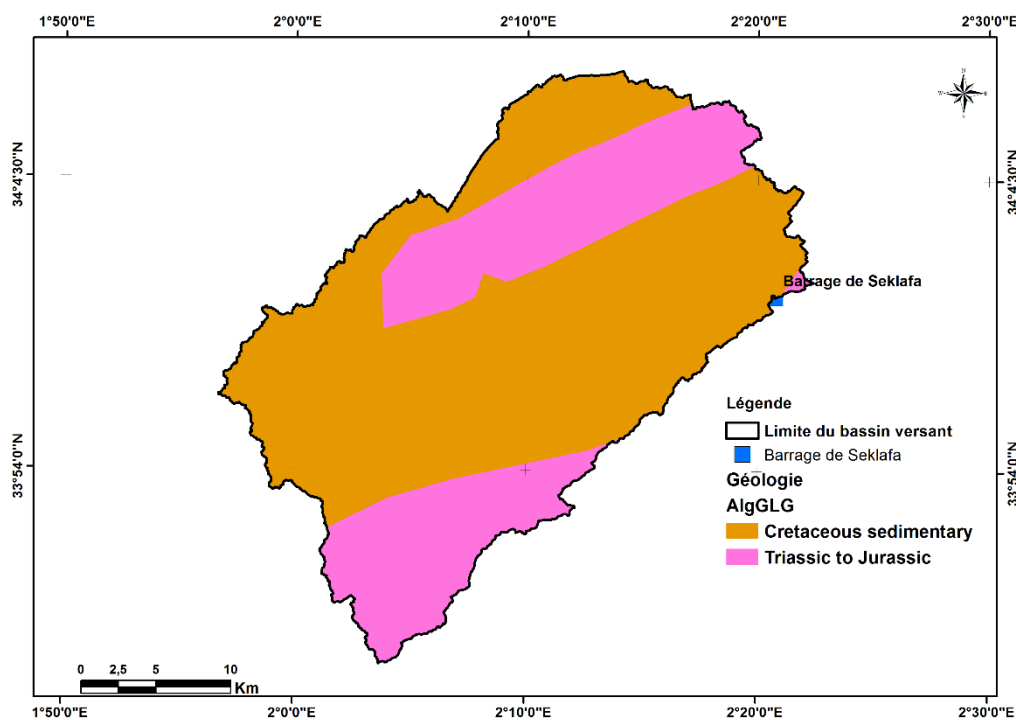 1°50'0"E 2°0'0"E 2°10'0"E 2°20'0"E 2°30'0"E
N
34°4'30"N 34°4'30"N
Barrage de Seklafa
Légende
Limite du bassin versant
Barrage de Seklafa
Géologie
AlgGLG
Cretaceous sedimentary
Triassic to Jurassic
33°54'0"N 33°54'0"N
0 2,5 5 10
Km
1°50'0"E 2°0'0"E 2°10'0"E 2°20'0"E 2°30'0"E